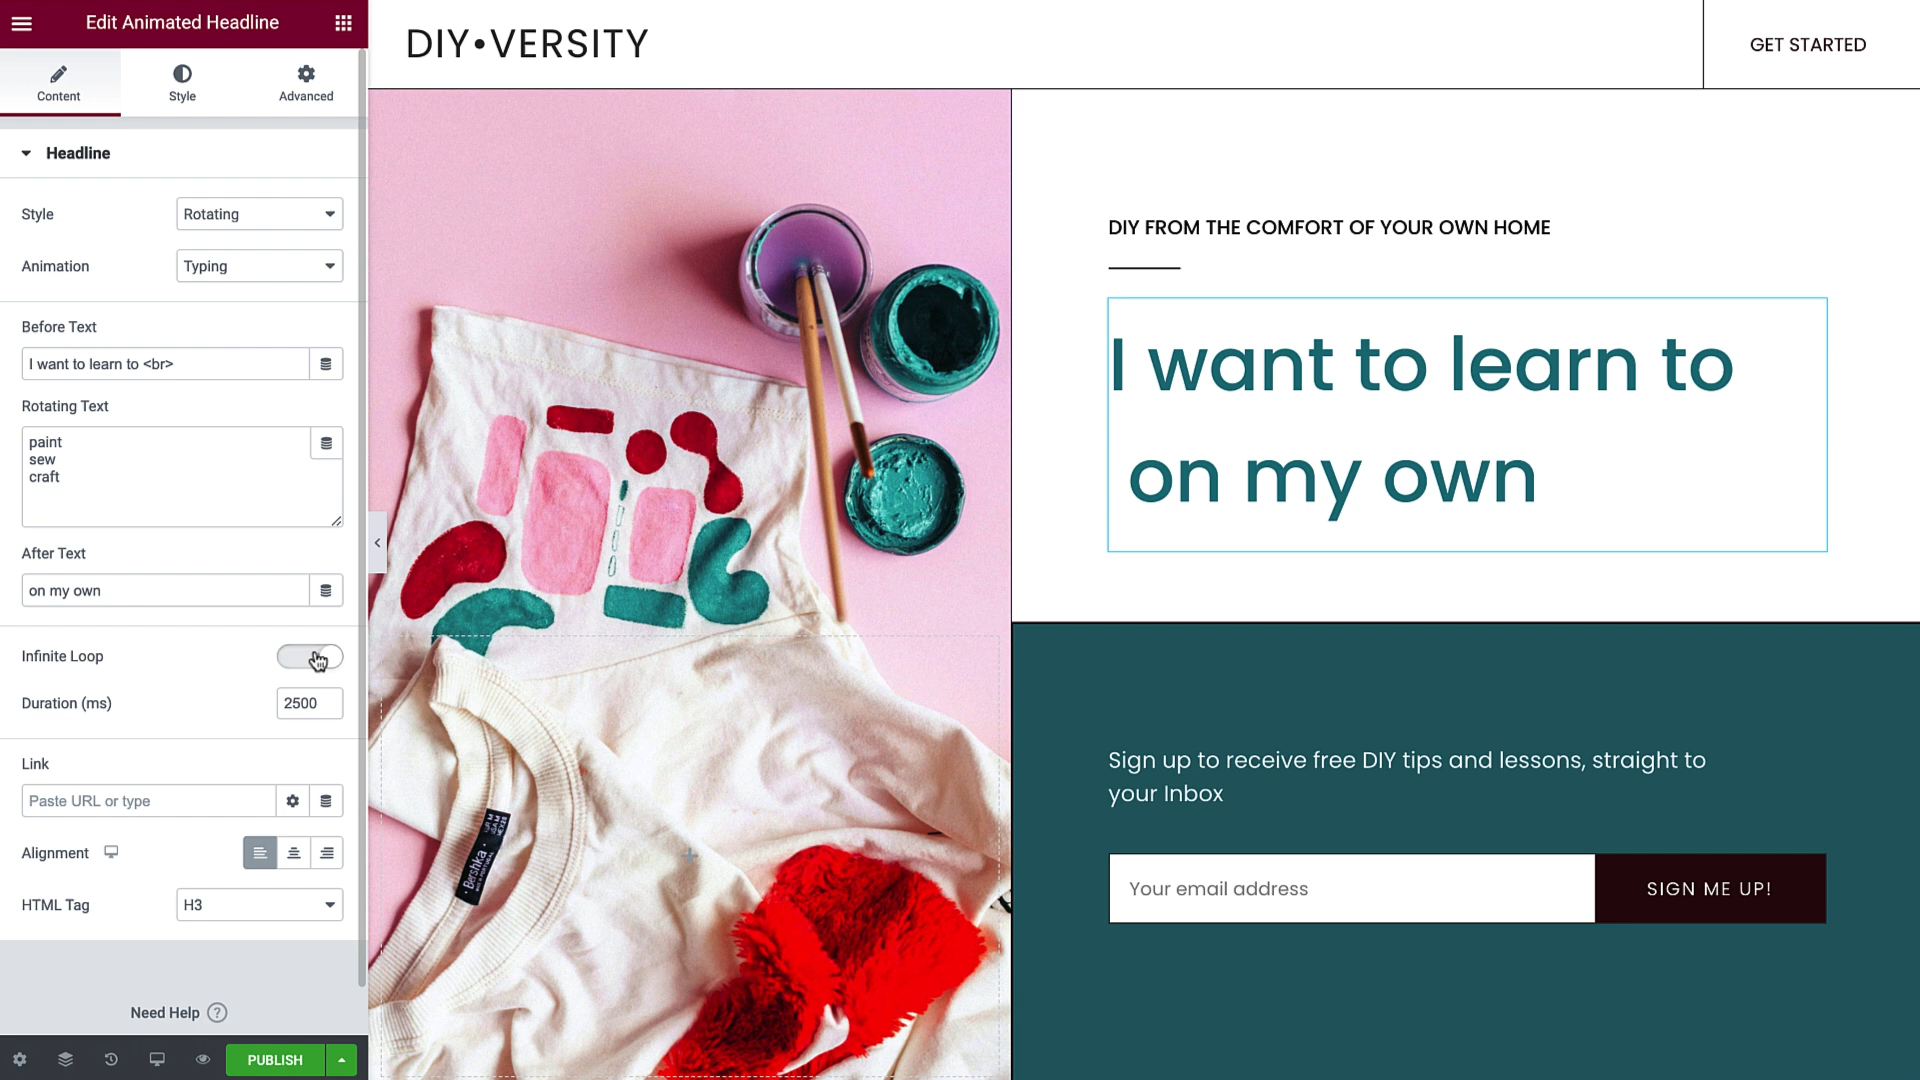 Edit Animated Headline
Content
Style
Advanced
Headline
Style
Rotating
Animation
Typing
Before Text
I want to learn to <br>
Rotating Text
paint
sew
craft
After Text
on my own
Infinite Loop
Duration (ms)
2500
Link
Paste URL or type
Alignment
HTML Tag
H3
Need Help ?
PUBLISH
DIY•VERSITY
GET STARTED
DIY FROM THE COMFORT OF YOUR OWN HOME
I want to learn to
on my own
Bershka
Sign up to receive free DIY tips and lessons, straight to
your Inbox
Your email address
SIGN ME UP!